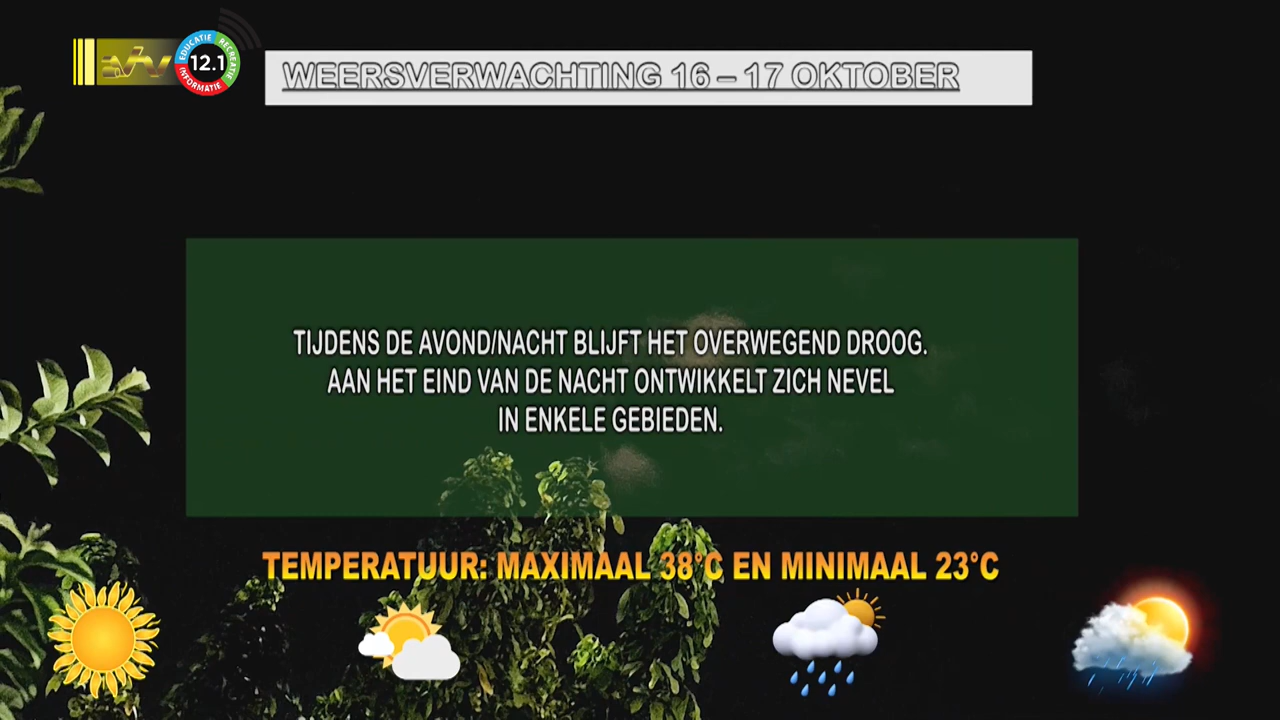 EDUCATIE
RECREATIE
12.1
INFORMATIE
WEERSVERWACHTING 16 – 17 OKTOBER
TIJDENS DE AVOND/NACHT BLIJFT HET OVERWEGEND DROOG.
AAN HET EIND VAN DE NACHT ONTWIKKELT ZICH NEVEL
IN ENKELE GEBIEDEN.
TEMPERATUUR: MAXIMAAL 38°C EN MINIMAAL 23°C